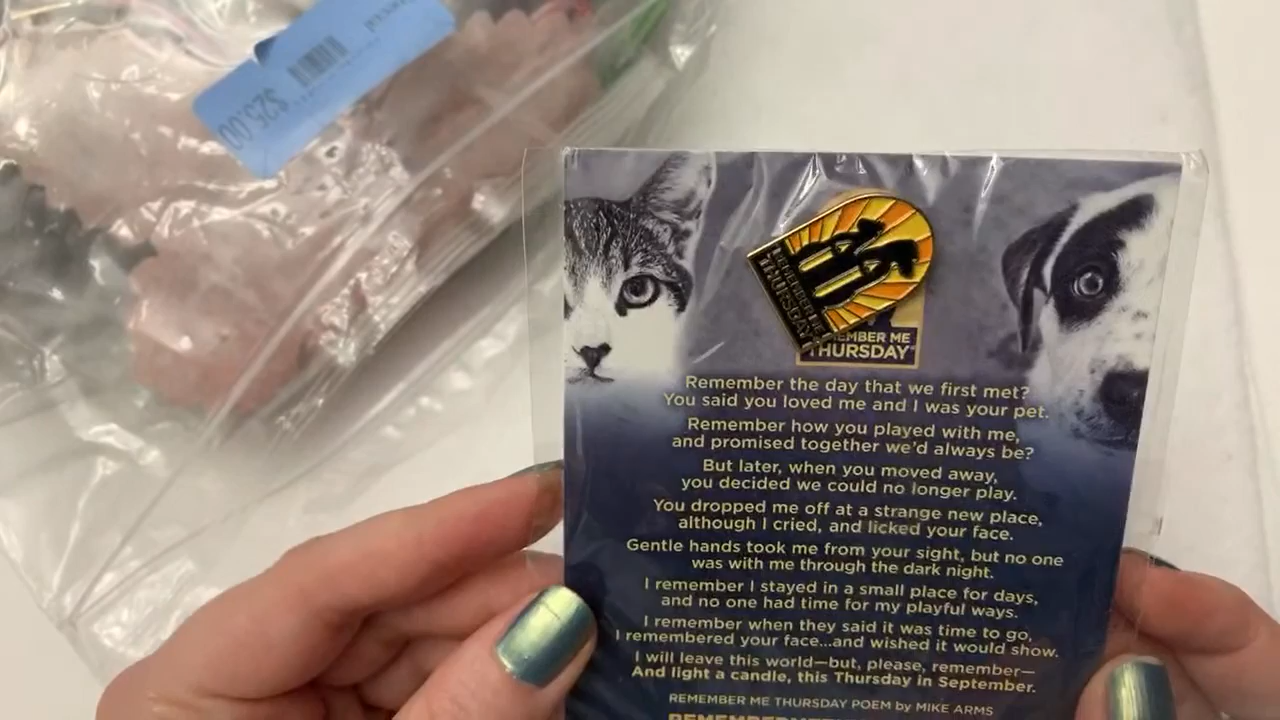 $25.00
REMEMBER ME
THURSDAY
EMBER ME
THURSDAY
Remember the day that we first met?
You said you loved me and I was your pet.
Remember how you played with me,
and promised together we'd always be?
But later, when you moved away,
you decided we could no longer play.
You dropped me off at a strange new place,
although I cried, and licked your face.
Gentle hands took me from your sight, but no one
was with me through the dark night.
I remember I stayed in a small place for days,
and no one had time for my playful ways.
I remember when they said it was time to go,
I remembered your face...and wished it would show.
I will leave this world—but, please, remember—
And light a candle, this Thursday in September.
REMEMBER ME THURSDAY POEM by MIKE ARMS